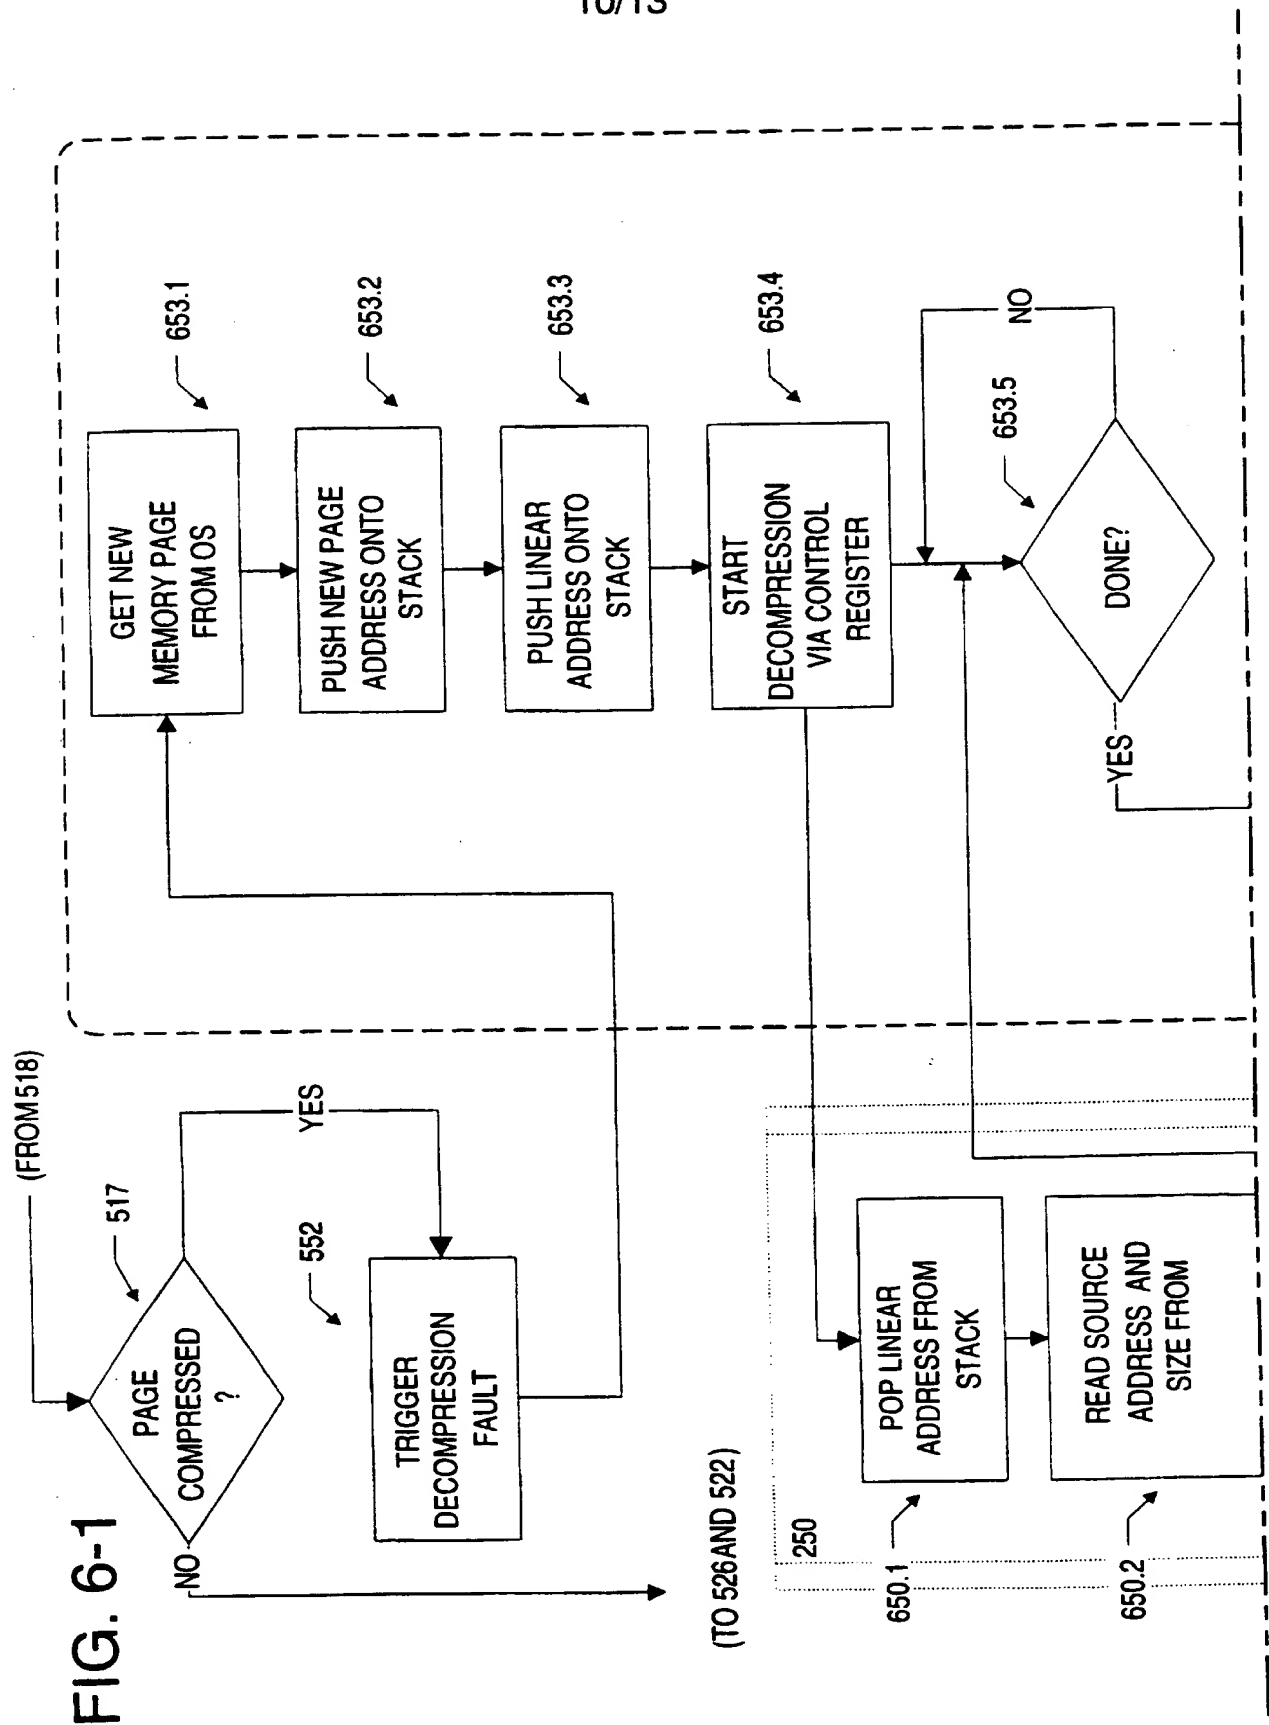 10/13
FIG. 6-1
(FROM 518)
517
PAGE
COMPRESSED
?
NO
YES
552
TRIGGER
DECOMPRESSION
FAULT
(TO 526 AND 522)
653.1
GET NEW
MEMORY PAGE
FROM OS
653.2
PUSH NEW PAGE
ADDRESS ONTO
STACK
653.3
PUSH LINEAR
ADDRESS ONTO
STACK
653.4
START
DECOMPRESSION
VIA CONTROL
REGISTER
653.5
DONE?
NO
YES
250
650.1
POP LINEAR
ADDRESS FROM
STACK
650.2
READ SOURCE
ADDRESS AND
SIZE FROM